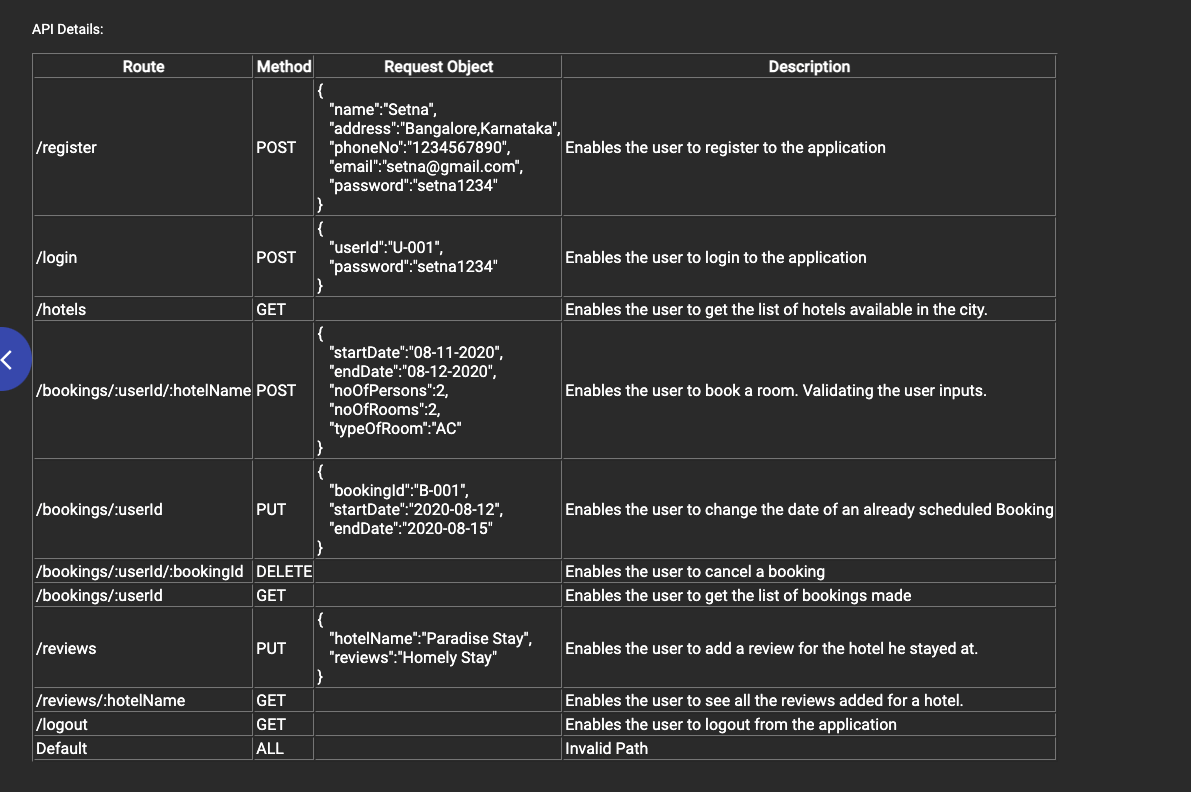 API Details:
Route Method Request Object Description
/register POST
{
"name":"Setna",
"address":"Bangalore,Karnataka",
"phoneNo":"1234567890",
"email":"setna@gmail.com",
"password":"setna1234"
}
Enables the user to register to the application
/login POST
{
"userId":"U-001",
"password":"setna1234"
}
Enables the user to login to the application
/hotels GET Enables the user to get the list of hotels available in the city.
/bookings/:userId/:hotelName POST
{
"startDate":"08-11-2020",
"endDate":"08-12-2020",
"noOfPersons":2,
"noOfRooms":2,
"typeOfRoom":"AC"
}
Enables the user to book a room. Validating the user inputs.
/bookings/:userId PUT
{
"bookingId":"B-001",
"startDate":"2020-08-12",
"endDate":"2020-08-15"
}
Enables the user to change the date of an already scheduled Booking
/bookings/:userId/:bookingId DELETE Enables the user to cancel a booking
/bookings/:userId GET Enables the user to get the list of bookings made
/reviews PUT
{
"hotelName":"Paradise Stay",
"reviews":"Homely Stay"
}
Enables the user to add a review for the hotel he stayed at.
/reviews/:hotelName GET Enables the user to see all the reviews added for a hotel.
/logout GET Enables the user to logout from the application
Default ALL Invalid Path